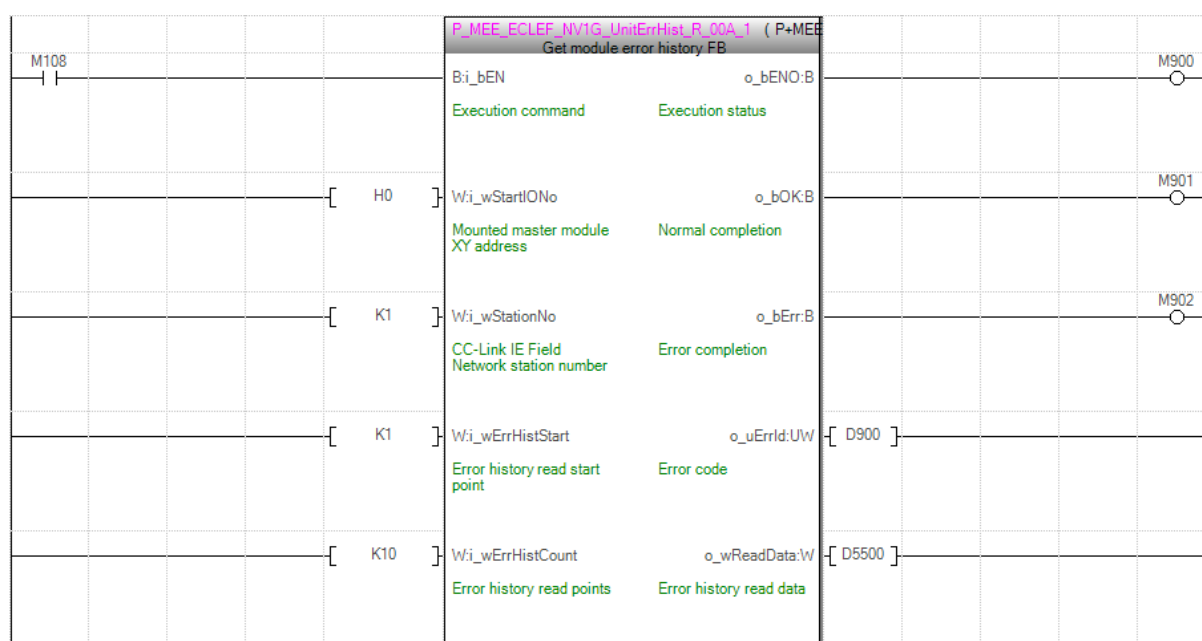 P_MEE_ECLEF_NV1G_UnitErrHist_R_00A_1 ( P+MEE
Get module error history FB
M108
B:i_bEN
o_bENO:B
M900
Execution command
Execution status
H0
W:i_wStartIONo
o_bOK:B
M901
Mounted master module
XY address
Normal completion
K1
W:i_wStationNo
o_bErr:B
M902
CC-Link IE Field
Network station number
Error completion
K1
W:i_wErrHistStart
o_uErrId:UW
D900
Error history read start
point
Error code
K10
W:i_wErrHistCount
o_wReadData:W
D5500
Error history read points
Error history read data